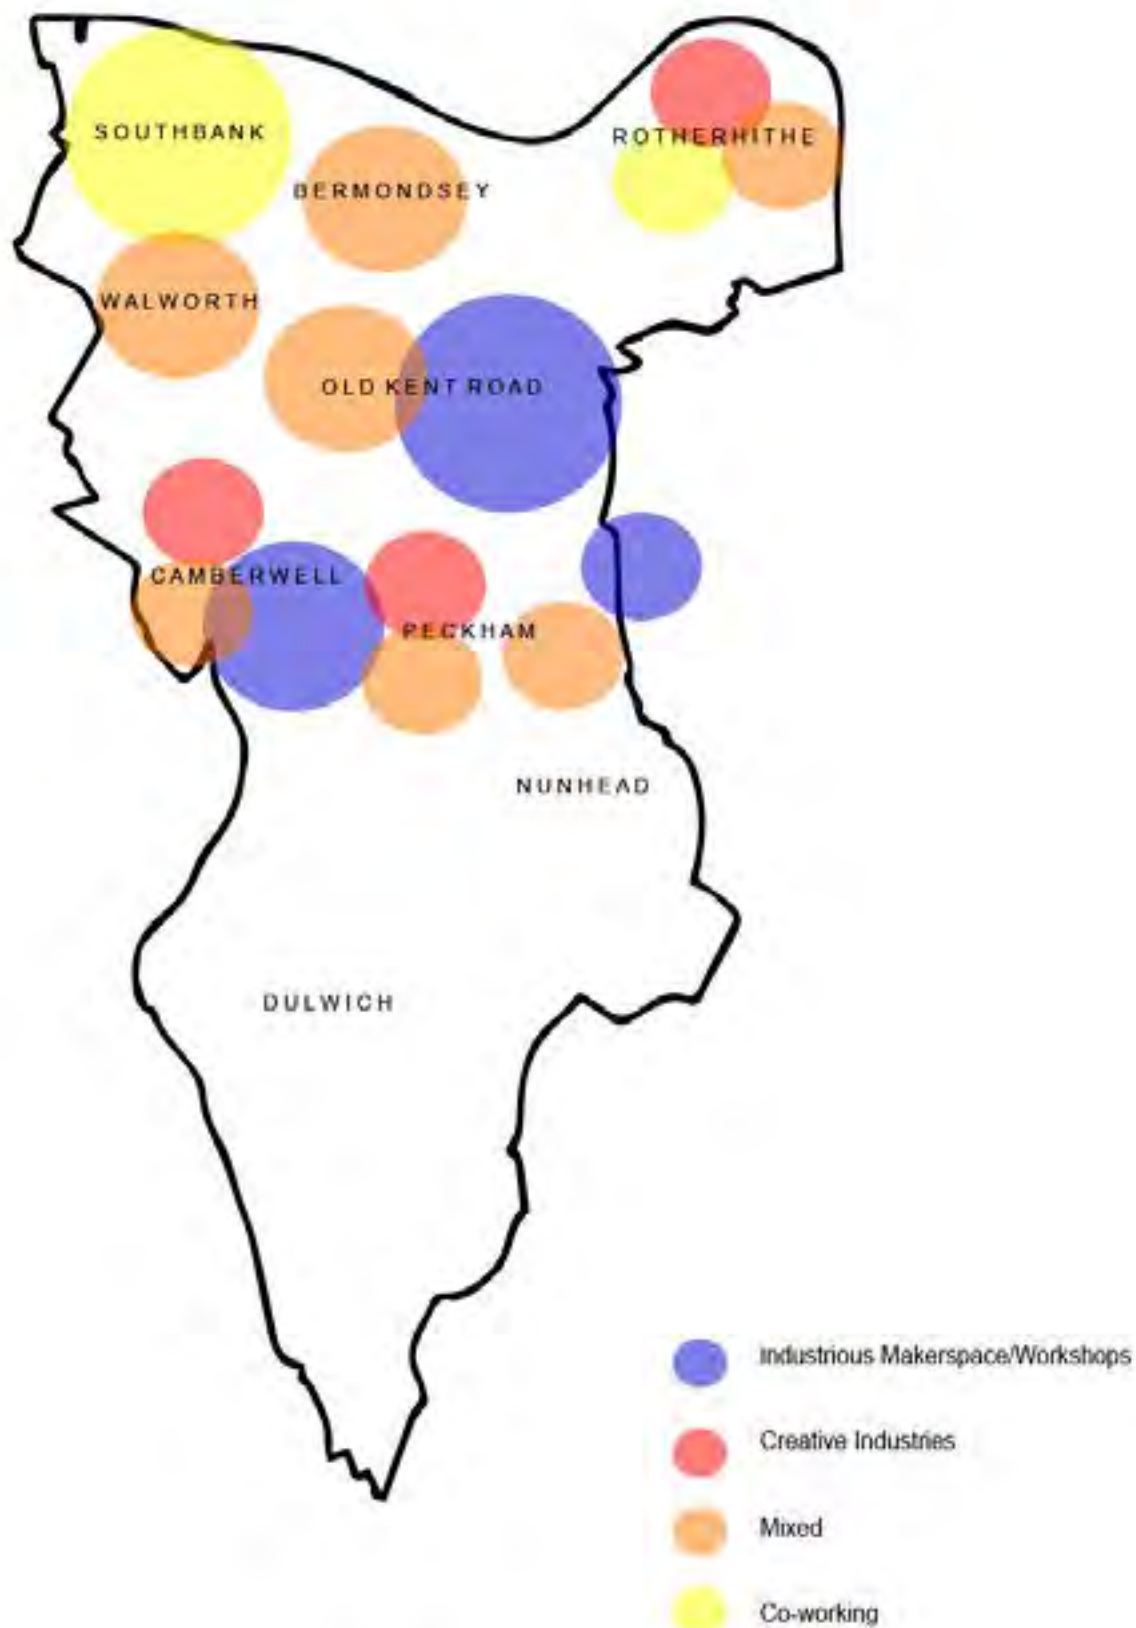 SOUTHBANK
ROTHERHITHE
BERMONDSEY
WALWORTH
OLD KENT ROAD
CAMBERWELL
PECKHAM
NUNHEAD
DULWICH
Industrious Makerspace/Workshops
Creative Industries
Mixed
Co-working